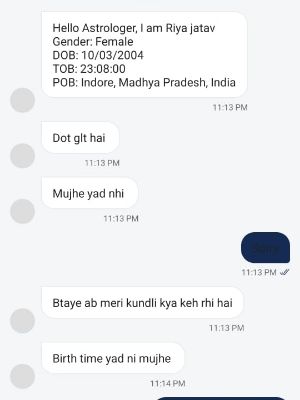 Hello Astrologer, I am Riya jatav
Gender: Female
DOB: 10/03/2004
TOB: 23:08:00
POB: Indore, Madhya Pradesh, India
11:13 PM
Dot glt hai
11:13 PM
Mujhe yad nhi
11:13 PM
11:13 PM
Btaye ab meri kundli kya keh rhi hai
11:13 PM
Birth time yad ni mujhe
11:14 PM